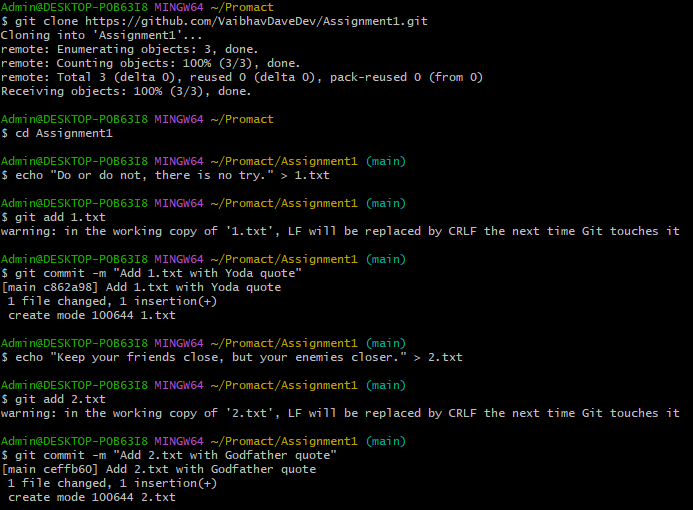 Admin@DESKTOP-POB63I8 MINGW64 ~/Promact
$ git clone https://github.com/VaibhavDaveDev/Assignment1.git
Cloning into 'Assignment1'...
remote: Enumerating objects: 3, done.
remote: Counting objects: 100% (3/3), done.
remote: Total 3 (delta 0), reused 0 (delta 0), pack-reused 0 (from 0)
Receiving objects: 100% (3/3), done.
Admin@DESKTOP-POB63I8 MINGW64 ~/Promact
$ cd Assignment1
Admin@DESKTOP-POB63I8 MINGW64 ~/Promact/Assignment1 (main)
$ echo "Do or do not, there is no try." > 1.txt
Admin@DESKTOP-POB63I8 MINGW64 ~/Promact/Assignment1 (main)
$ git add 1.txt
warning: in the working copy of '1.txt', LF will be replaced by CRLF the next time Git touches it
Admin@DESKTOP-POB63I8 MINGW64 ~/Promact/Assignment1 (main)
$ git commit -m "Add 1.txt with Yoda quote"
[main c862a98] Add 1.txt with Yoda quote
1 file changed, 1 insertion(+)
create mode 100644 1.txt
Admin@DESKTOP-POB63I8 MINGW64 ~/Promact/Assignment1 (main)
$ echo "Keep your friends close, but your enemies closer." > 2.txt
Admin@DESKTOP-POB63I8 MINGW64 ~/Promact/Assignment1 (main)
$ git add 2.txt
warning: in the working copy of '2.txt', LF will be replaced by CRLF the next time Git touches it
Admin@DESKTOP-POB63I8 MINGW64 ~/Promact/Assignment1 (main)
$ git commit -m "Add 2.txt with Godfather quote"
[main ceffb60] Add 2.txt with Godfather quote
1 file changed, 1 insertion(+)
create mode 100644 2.txt